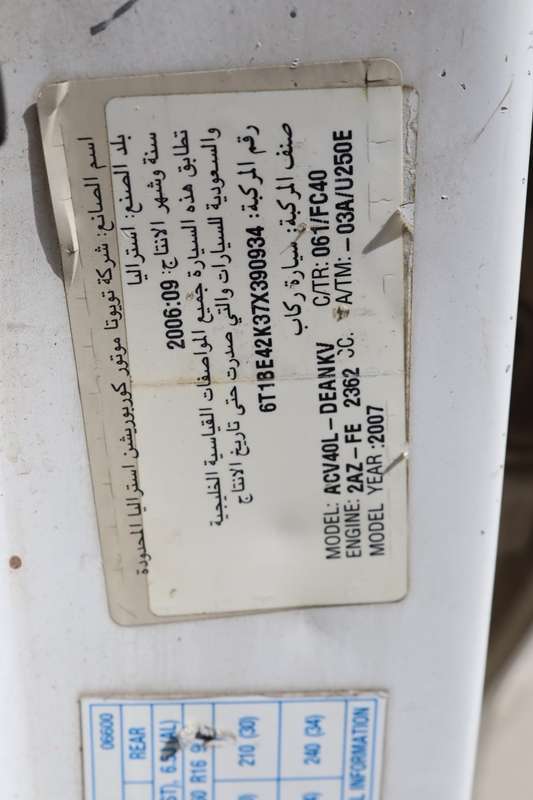 اسم الصانع: شركة تويوتا موتور كوربوريشن استراليا المحدودة
بلد الصنع: استراليا
سنة وشهر الانتاج: 2006:09
تطابق هذه السيارة جميع المواصفات القياسية الخليجية
والسعودية للسيارات والتي صدرت حتى تاريخ الانتاج
رقم المركبة: 6T1BE42K37X390934
صنف المركبة: سيارة ركاب
MODEL: ACV40L-DEANKV C/TR: 061/FC40
ENGINE: 2AZ-FE 2362 CC. A/TM: -03A/U250E
MODEL YEAR :2007
06600
REAR
210 (30)
240 (34)
INFORMATION